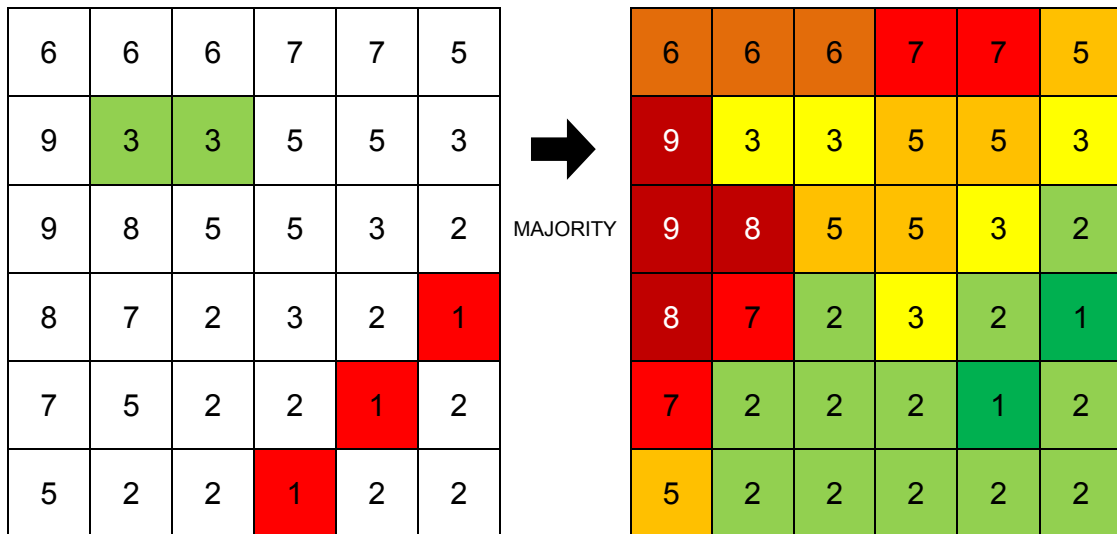 6 6 6 7 7 5
9 3 3 5 5 3
9 8 5 5 3 2
8 7 2 3 2 1
7 5 2 2 1 2
5 2 2 1 2 2
MAJORITY
6 6 6 7 7 5
9 3 3 5 5 3
9 8 5 5 3 2
8 7 2 3 2 1
7 2 2 2 1 2
5 2 2 2 2 2